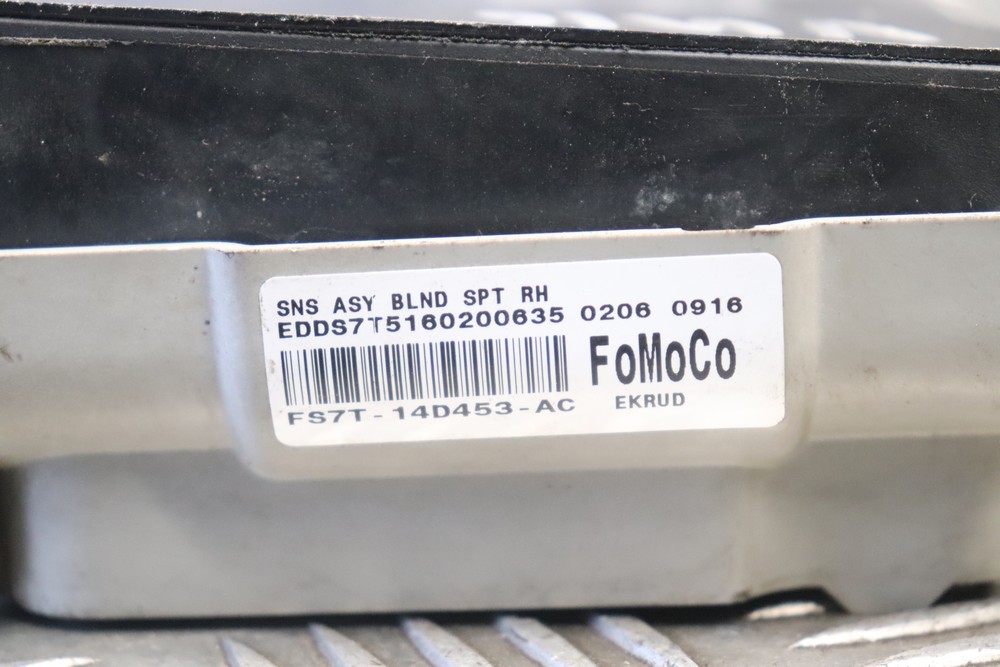 SNS ASY BLND SPT RH
EDDS7T5160200635 0206 0916
FoMoCo
FS7T-14D453-AC
EKRUD